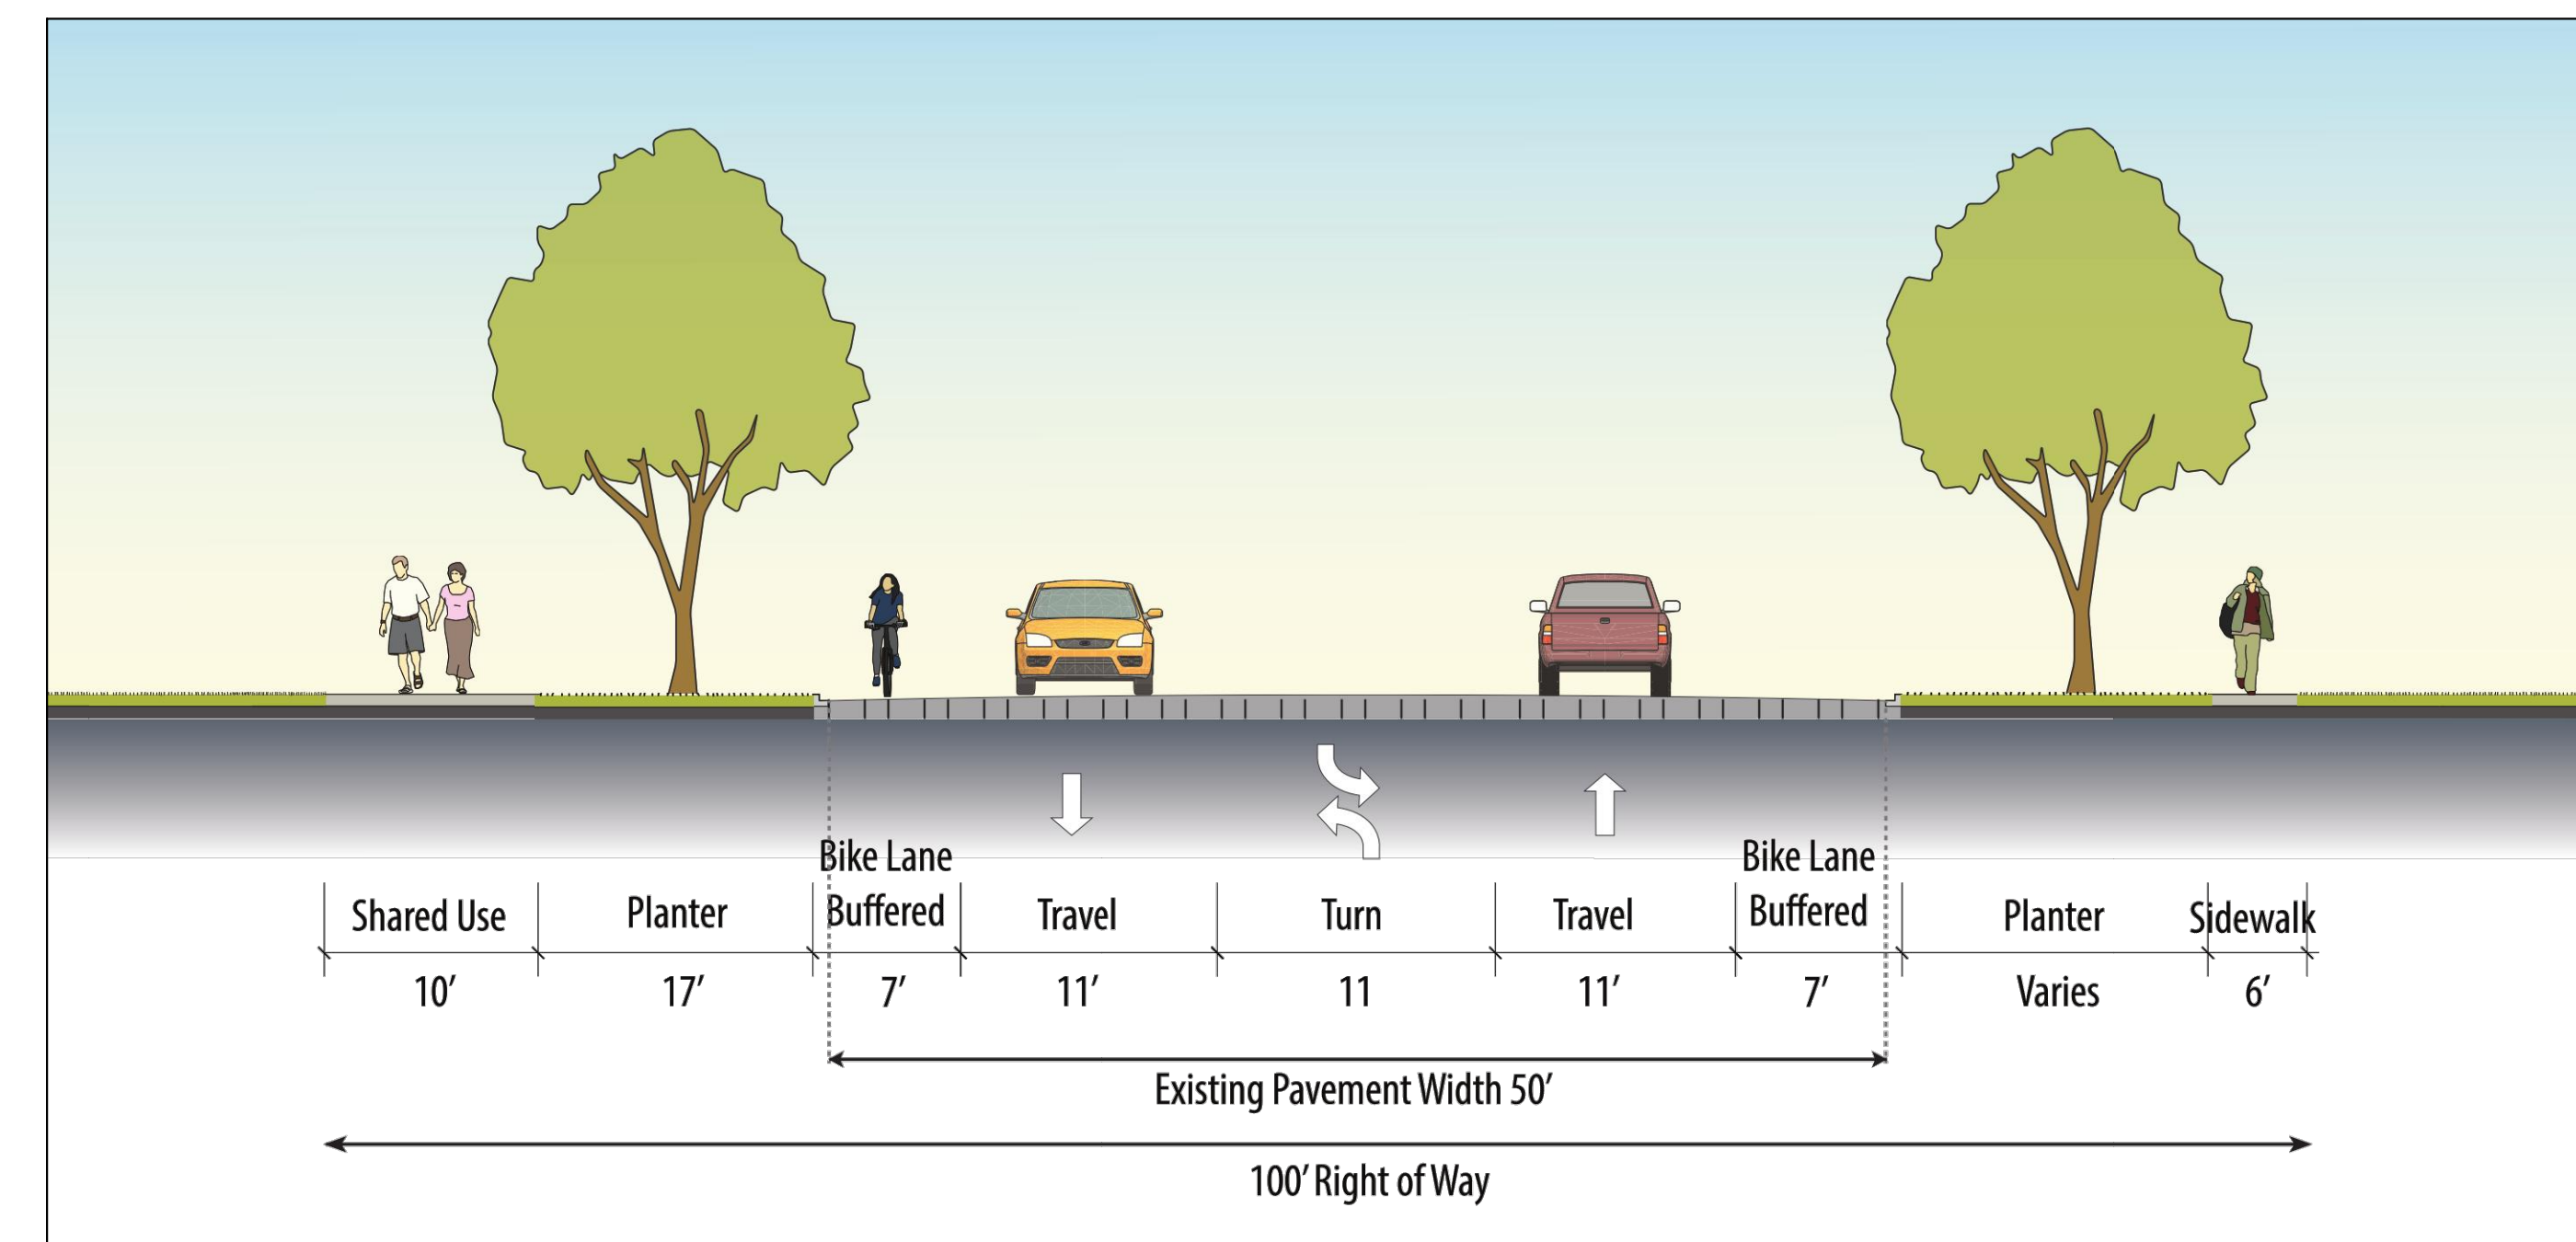 Bike Lane
Bike Lane
Shared Use Planter Buffered Travel Turn Travel Buffered Planter Sidewalk
10′ 17′ 7′ 11′ 11 11′ 7′ Varies 6′
Existing Pavement Width 50′
100′ Right of Way